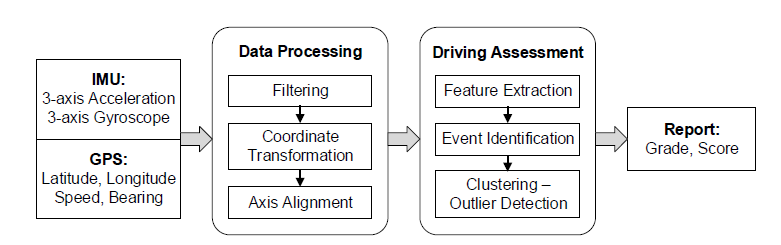 IMU:
3-axis Acceleration
3-axis Gyroscope
GPS:
Latitude, Longitude
Speed, Bearing
Data Processing
Filtering
Coordinate
Transformation
Axis Alignment
Driving Assessment
Feature Extraction
Event Identification
Clustering –
Outlier Detection
Report:
Grade, Score